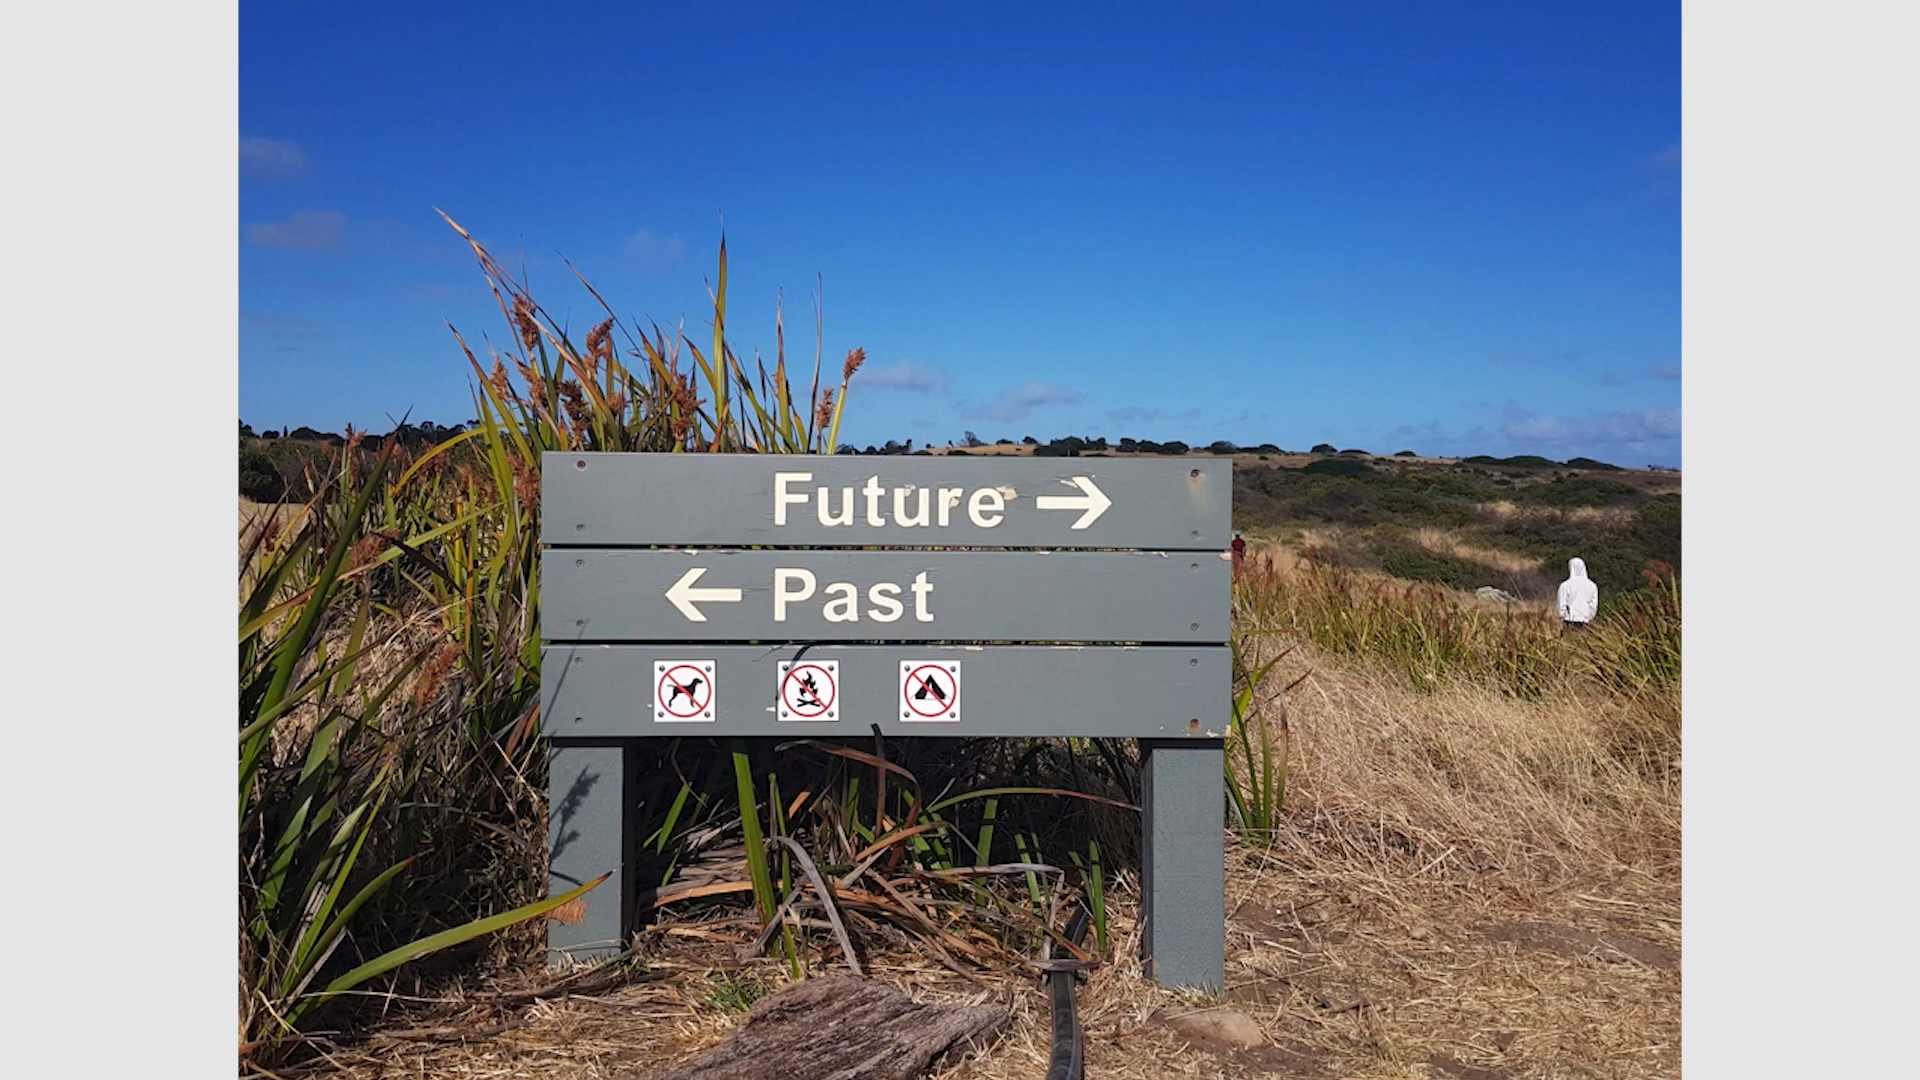 Future →
← Past